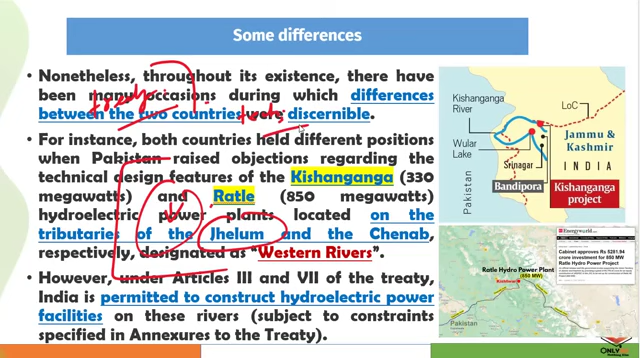 Some differences
Nonetheless, throughout its existence, there have
been many occasions during which differences
between the two countries were discernible.
For instance, both countries held different positions
when Pakistan raised objections regarding the
technical design features of the Kishanganga (330
megawatts) and Ratle (850 megawatts)
hydroelectric power plants located on the
tributaries of the Jhelum and the Chenab,
respectively, designated as “Western Rivers”.
However, under Articles III and VII of the treaty,
India is permitted to construct hydroelectric power
facilities on these rivers (subject to constraints
specified in Annexures to the Treaty).
Kishanganga
River
LoC
Wular
Lake
Jammu &
Kashmir
Srinagar
INDIA
Pakistan
Bandipora
Kishanganga
project
Energyworld.com
Cabinet approves Rs 5281.94
crore investment for 850 MW
Ratle Hydro Power Project
Ratle Hydro Power Plant
(850 MW)
Pakistan
ONLY